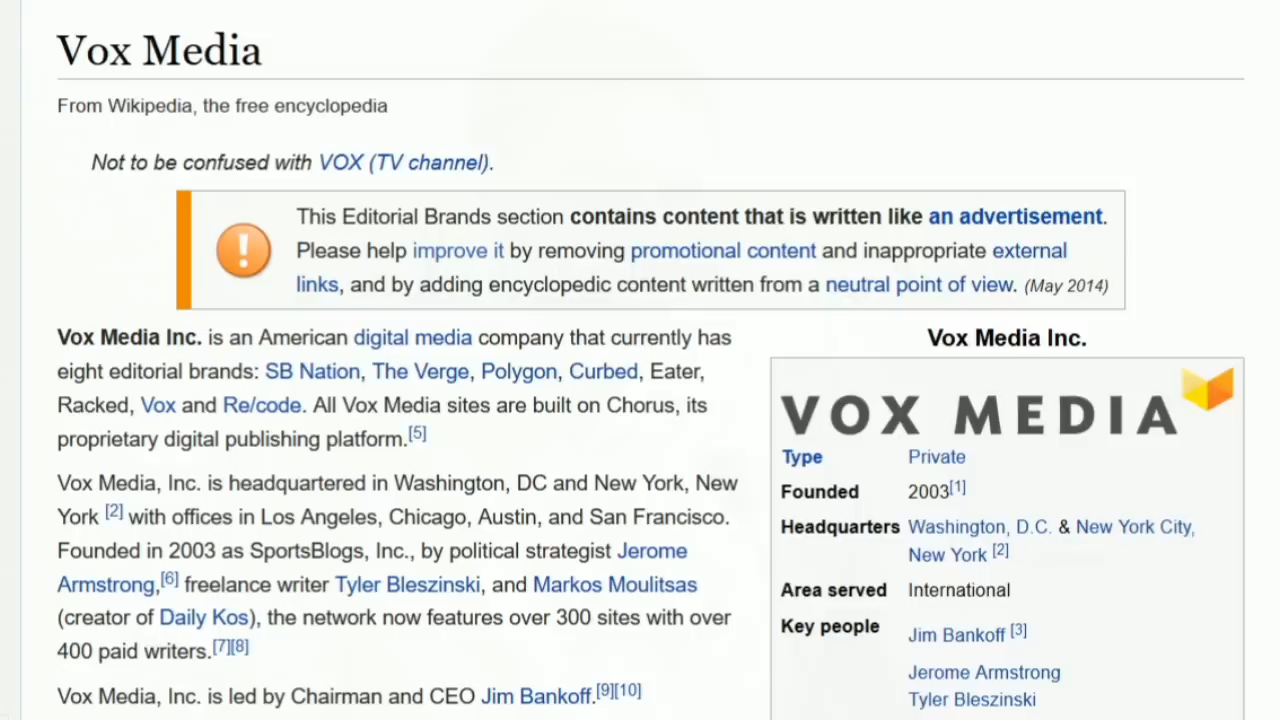 Vox Media
From Wikipedia, the free encyclopedia
Not to be confused with VOX (TV channel).
This Editorial Brands section contains content that is written like an advertisement.
Please help improve it by removing promotional content and inappropriate external
links, and by adding encyclopedic content written from a neutral point of view. (May 2014)
Vox Media Inc. is an American digital media company that currently has
eight editorial brands: SB Nation, The Verge, Polygon, Curbed, Eater,
Racked, Vox and Re/code. All Vox Media sites are built on Chorus, its
proprietary digital publishing platform.[5]
Vox Media, Inc. is headquartered in Washington, DC and New York, New
York [2] with offices in Los Angeles, Chicago, Austin, and San Francisco.
Founded in 2003 as SportsBlogs, Inc., by political strategist Jerome
Armstrong,[6] freelance writer Tyler Bleszinski, and Markos Moulitsas
(creator of Daily Kos), the network now features over 300 sites with over
400 paid writers.[7][8]
Vox Media, Inc. is led by Chairman and CEO Jim Bankoff.[9][10]
Vox Media Inc.
VOX MEDIA
Type Private
Founded 2003[1]
Headquarters Washington, D.C. & New York City,
New York [2]
Area served International
Key people Jim Bankoff [3]
Jerome Armstrong
Tyler Bleszinski